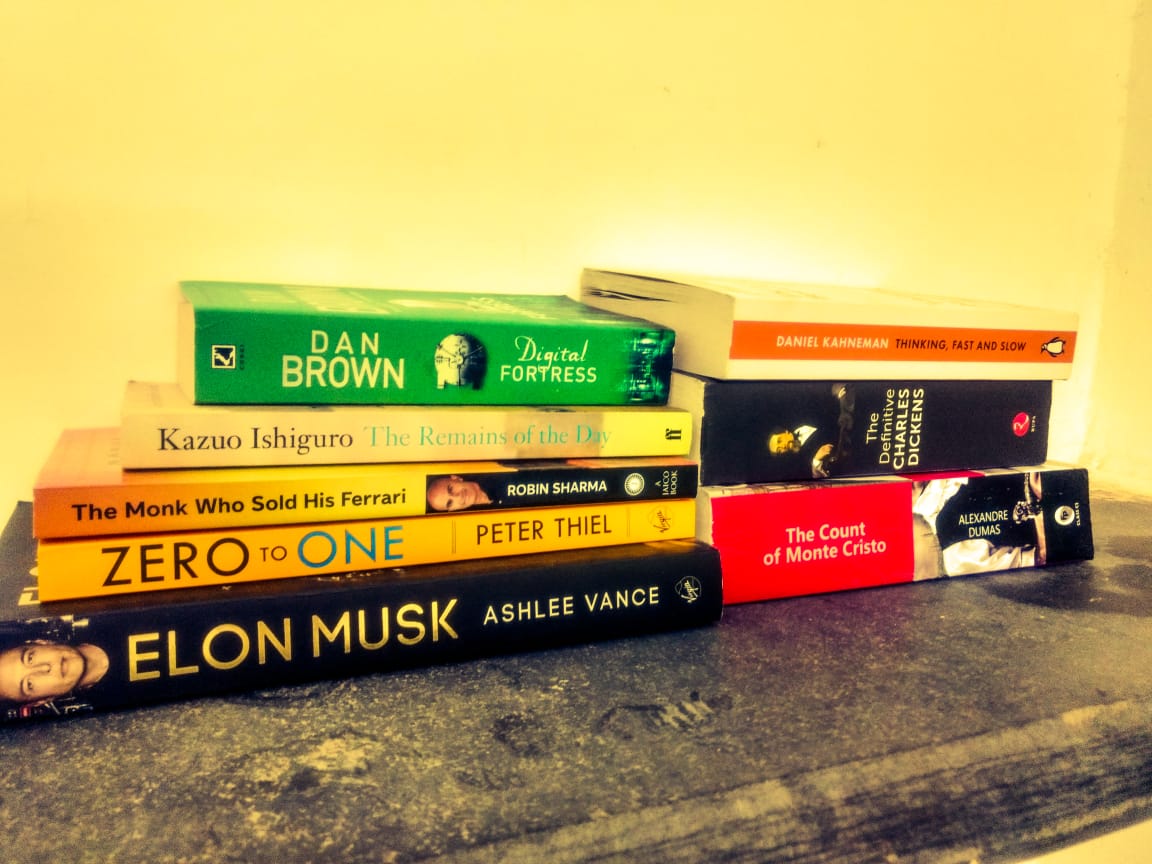 DAN
BROWN
Digital
FORTRESS
Kazuo Ishiguro The Remains of the Day ff
The Monk Who Sold His Ferrari ROBIN SHARMA A JAICO BOOK
ZERO TO ONE PETER THIEL
ELON MUSK ASHLEE VANCE Virgin
DANIEL KAHNEMAN THINKING, FAST AND SLOW
The
Definitive
CHARLES
DICKENS
The Count
of Monte Cristo
ALEXANDRE
DUMAS